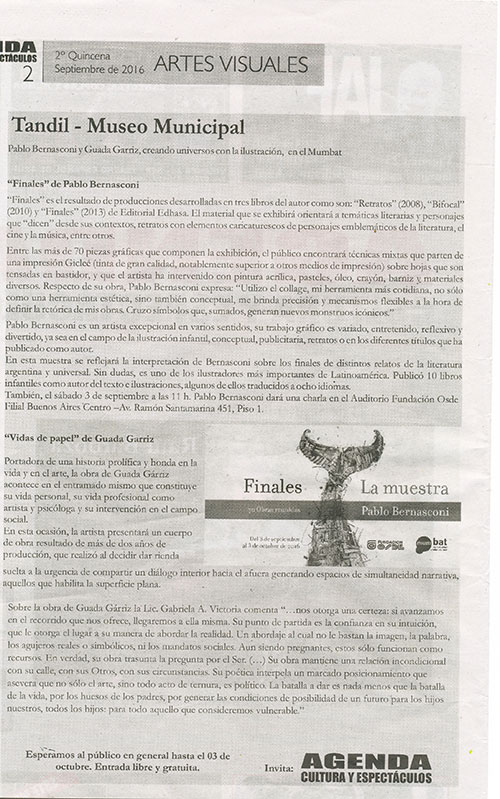 NDA
CTÁCULOS
2
2º Quincena
Septiembre de 2016
ARTES VISUALES
Tandil - Museo Municipal
Pablo Bernasconi y Guada Garriz, creando universos con la ilustración, en el Mumbat
“Finales” de Pablo Bernasconi
“Finales” es el resultado de producciones desarrolladas en tres libros del autor como son: “Retratos” (2008), “Bifocal”
(2010) y “Finales” (2013) de Editorial Edhasa. El material que se exhibirá orientará a temáticas literarias y personajes
que “dicen” desde sus contextos, retratos con elementos caricaturescos de personajes emblemáticos de la literatura, el
cine y la música, entre otros.
Entre las más de 70 piezas gráficas que componen la exhibición, el público encontrará técnicas mixtas que parten de
una impresión Gicleé (tinta de gran calidad, notablemente superior a otros medios de impresión) sobre hojas que son
tensadas en bastidor, y que el artista ha intervenido con pintura acrílica, pasteles, óleo, crayón, barniz y materiales
diversos. Respecto de su obra, Pablo Bernasconi expresa: “Utilizo el collage, mi herramienta más cotidiana, no sólo
como una herramienta estética, sino también conceptual, me brinda precisión y mecanismos flexibles a la hora de
definir la retórica de mis obras. Cruzo símbolos que, sumados, generan nuevos monstruos icónicos.”
Pablo Bernasconi es un artista excepcional en varios sentidos, su trabajo gráfico es variado, entretenido, reflexivo y
divertido, ya sea en el campo de la ilustración infantil, conceptual, publicitaria, retratos o en los diferentes títulos que ha
publicado como autor.
En esta muestra se reflejará la interpretación de Bernasconi sobre los finales de distintos relatos de la literatura
argentina y universal. Sin dudas, es uno de los ilustradores más importantes de Latinoamérica. Publicó 10 libros
infantiles como autor del texto e ilustraciones, algunos de ellos traducidos a ocho idiomas.
También, el sábado 3 de septiembre a las 11 h. Pablo Bernasconi dará una charla en el Auditorio Fundación Osde
Filial Buenos Aires Centro –Av. Ramón Santamarina 451, Piso 1.
“Vidas de papel” de Guada Garriz
Portadora de una historia prolífica y honda en la
vida y en el arte, la obra de Guada Gárriz
acontece en el entramado mismo que constituye
su vida personal, su vida profesional como
artista y psicóloga y su intervención en el campo
social.
En esta ocasión, la artista presentará un cuerpo
de obra resultado de más de dos años de
producción, que realizó al decidir dar rienda
Finales La muestra
70 Obras reunidas Pablo Bernasconi
Del 3 de septiembre
al 3 de octubre de 2016
FUNDACIÓN OSDE
bat
suelta a la urgencia de compartir un diálogo interior hacia el afuera generando espacios de simultaneidad narrativa,
aquellos que habilita la superficie plana.
Sobre la obra de Guada Gárriz la Lic. Gabriela A. Victoria comenta “…nos otorga una certeza: si avanzamos
en el recorrido que nos ofrece, llegaremos a ella misma. Su punto de partida es la confianza en su intuición,
que le otorga el lugar a su manera de abordar la realidad. Un abordaje al cual no le bastan la imagen, la palabra,
los agujeros reales o simbólicos, ni los mandatos sociales. Aun siendo pregnantes, estos sólo funcionan como
recursos. En verdad, su obra trasunta la pregunta por el Ser. (…) Su obra mantiene una relación incondicional
con su calle, con sus Otros, con sus circunstancias. Su poética interpela un marcado posicionamiento que
asevera que no sólo el arte, sino todo acto de ternura, es político. La batalla a dar es nada menos que la batalla
de la vida, por los huesos de los padres, por generar las condiciones de posibilidad de un futuro para los hijos
nuestros, todos los hijos: para todo aquello que consideremos vulnerable.”
Esperamos al público en general hasta el 03 de
octubre. Entrada libre y gratuita.
Invita:
AGENDA
CULTURA Y ESPECTÁCULOS